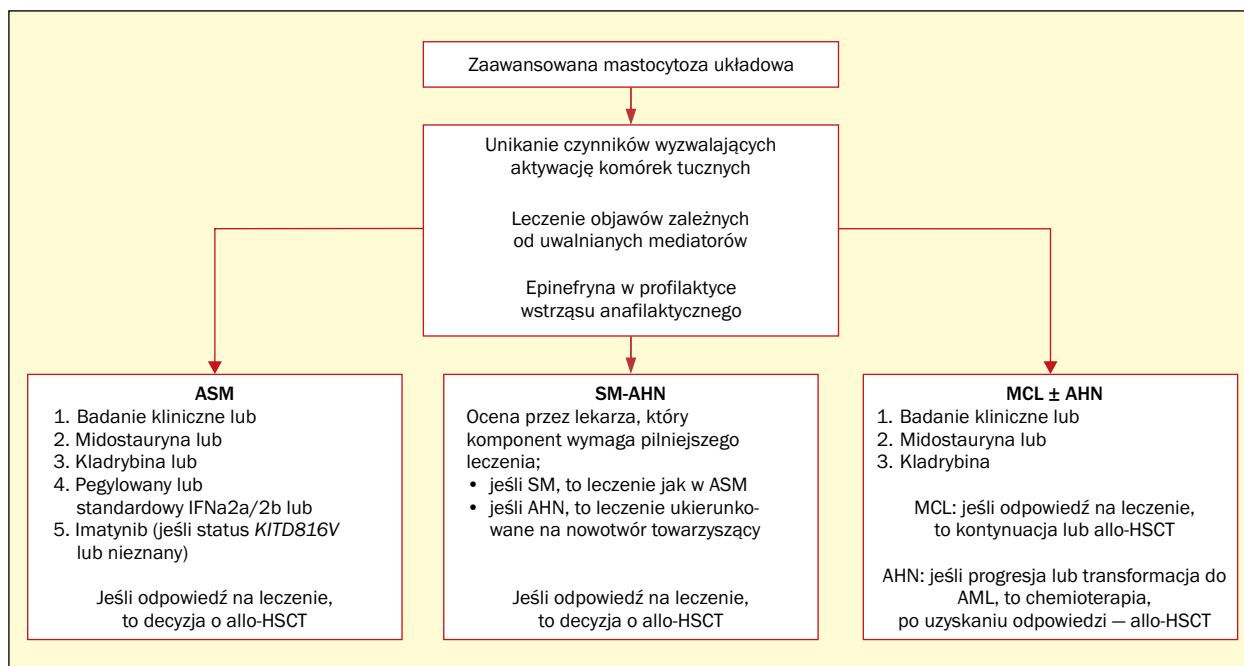 Zaawansowana mastocytoza układowa
Unikanie czynników wyzwalających
aktywację komórek tucznych
Leczenie objawów zależnych
od uwalnianych mediatorów
Epinefryna w profilaktyce
wstrząsu anafilaktycznego
ASM
1. Badanie kliniczne lub
2. Midostauryna lub
3. Kladrybina lub
4. Pegylowany lub
standardowy IFNa2a/2b lub
5. Imatynib (jeśli status KITD816V
lub nieznany)
Jeśli odpowiedź na leczenie,
to decyzja o allo-HSCT
SM-AHN
Ocena przez lekarza, który
komponent wymaga pilniejszego
leczenia;
• jeśli SM, to leczenie jak w ASM
• jeśli AHN, to leczenie ukierunko-
wane na nowotwór towarzyszący
Jeśli odpowiedź na leczenie,
to decyzja o allo-HSCT
MCL ± AHN
1. Badanie kliniczne lub
2. Midostauryna lub
3. Kladrybina
MCL: jeśli odpowiedź na leczenie,
to kontynuacja lub allo-HSCT
AHN: jeśli progresja lub transformacja do
AML, to chemioterapia,
po uzyskaniu odpowiedzi — allo-HSCT